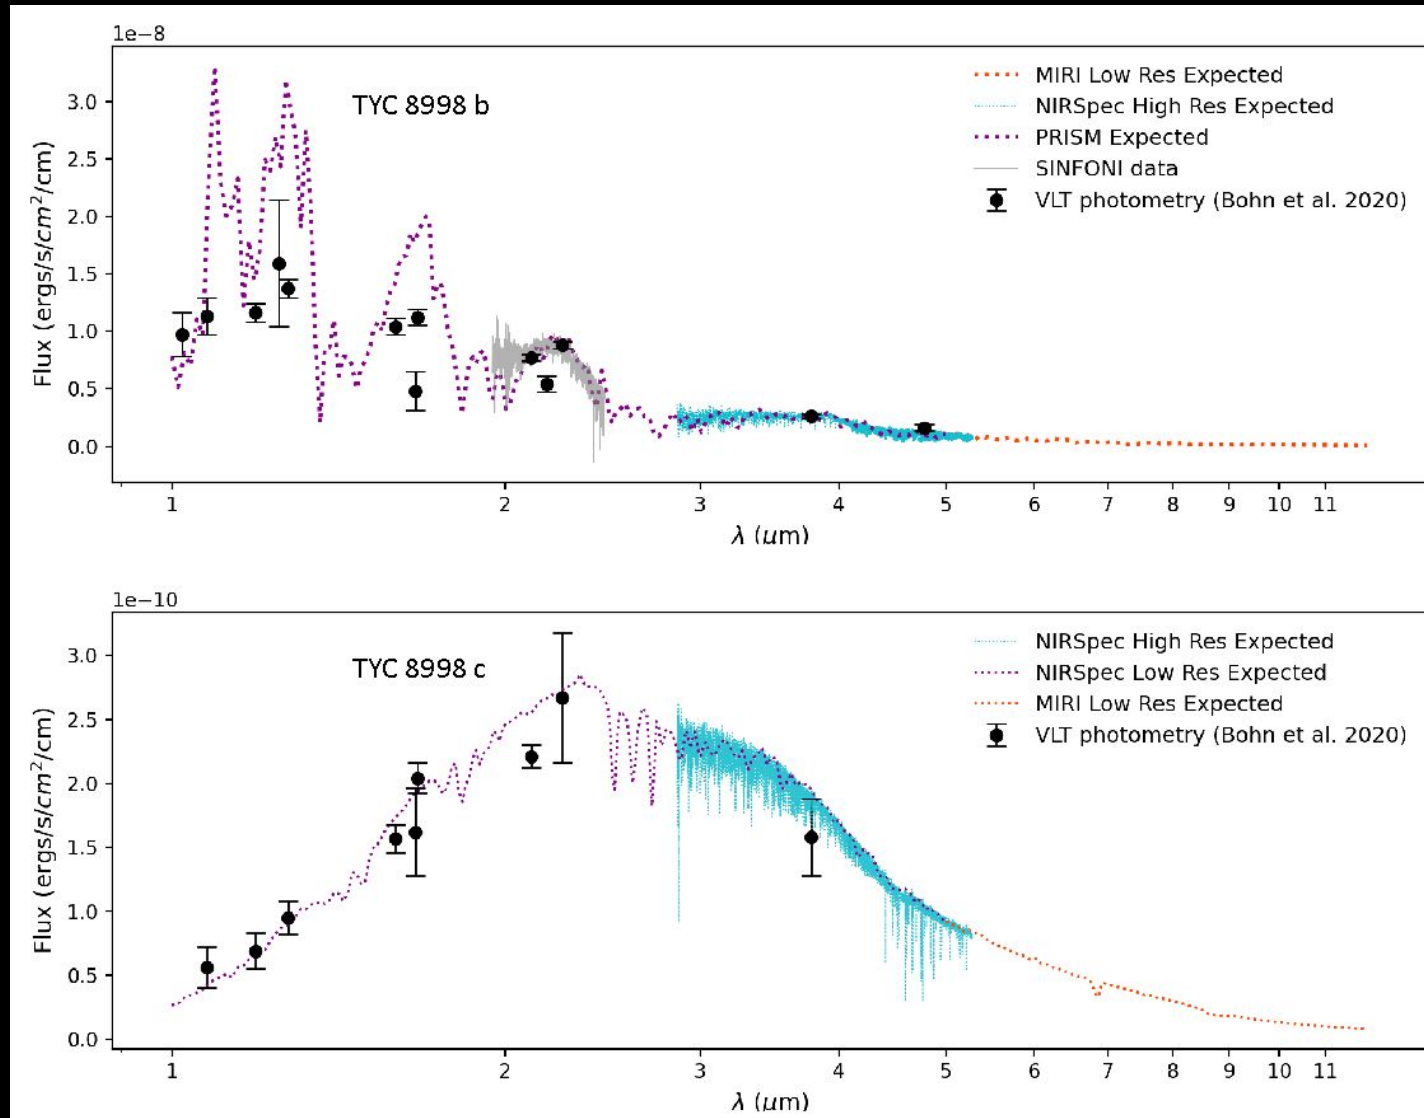 1e−8
TYC 8998 b
MIRI Low Res Expected
NIRSpec High Res Expected
PRISM Expected
SINFONI data
VLT photometry (Bohn et al. 2020)
Flux (ergs/s/cm²/cm)
3.0
2.5
2.0
1.5
1.0
0.5
0.0
1 2 3 4 5 6 7 8 9 10 11
λ (μm)
1e−10
TYC 8998 c
NIRSpec High Res Expected
NIRSpec Low Res Expected
MIRI Low Res Expected
VLT photometry (Bohn et al. 2020)
Flux (ergs/s/cm²/cm)
3.0
2.5
2.0
1.5
1.0
0.5
0.0
1 2 3 4 5 6 7 8 9 10 11
λ (μm)